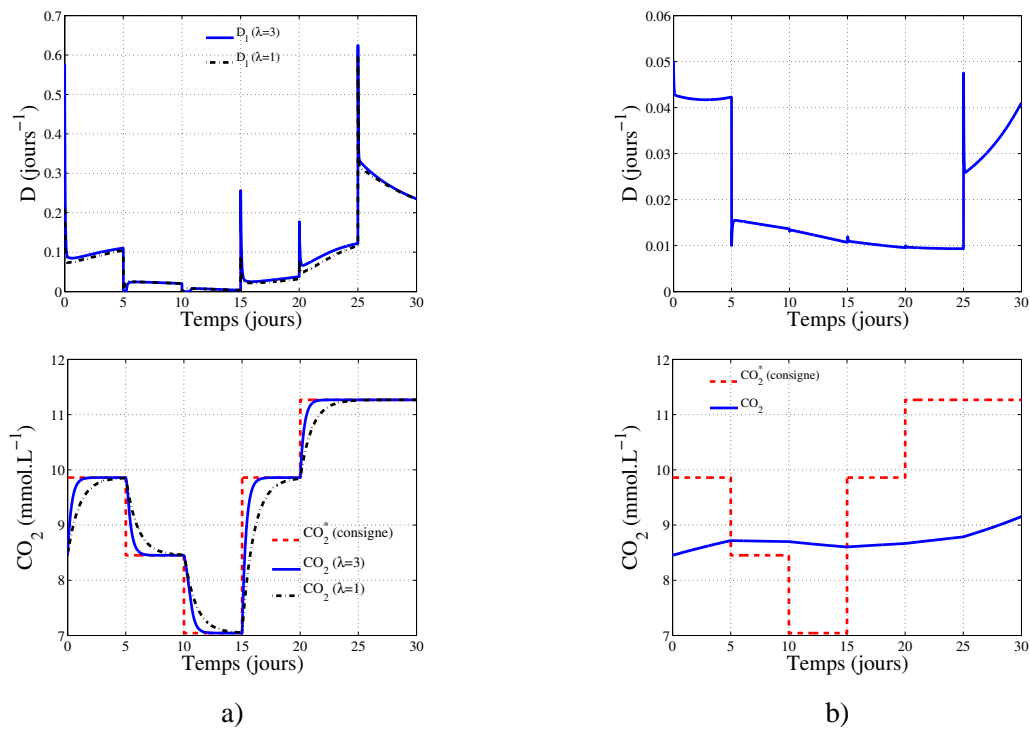 0.7
0.6
0.5
0.4
0.3
0.2
0.1
0
D (jours⁻¹)
D₁ (λ=3)
D₁ (λ=1)
0 5 10 15 20 25 30
Temps (jours)
0.06
0.05
0.04
0.03
0.02
0.01
0
D (jours⁻¹)
0 5 10 15 20 25 30
Temps (jours)
12
11
10
9
8
7
CO₂ (mmol.L⁻¹)
CO₂* (consigne)
CO₂ (λ=3)
CO₂ (λ=1)
0 5 10 15 20 25 30
Temps (jours)
a)
12
11
10
9
8
7
CO₂ (mmol.L⁻¹)
CO₂* (consigne)
CO₂
0 5 10 15 20 25 30
Temps (jours)
b)